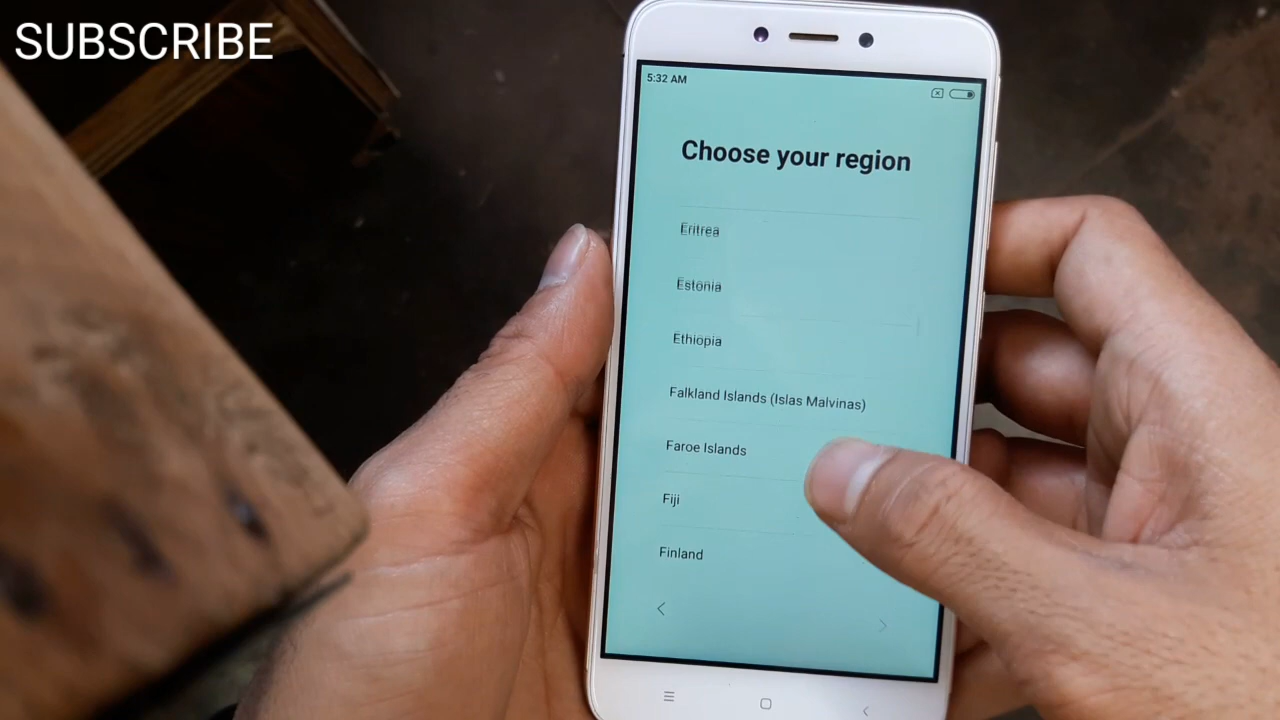 SUBSCRIBE
5:32 AM
Choose your region
Eritrea
Estonia
Ethiopia
Falkland Islands (Islas Malvinas)
Faroe Islands
Fiji
Finland